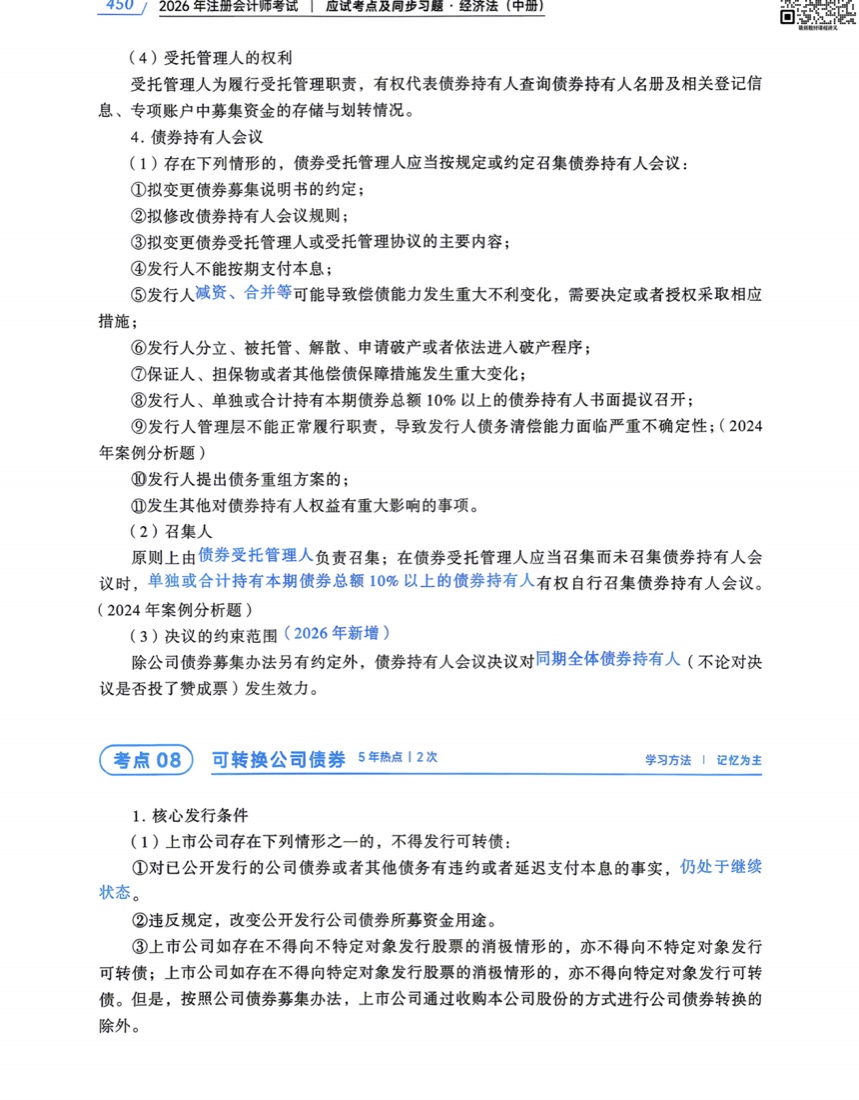 450 2026 年注册会计师考试 | 应试考点及同步习题 · 经济法（中册）
（4）受托管理人的权利
受托管理人为履行受托管理职责，有权代表债券持有人查询债券持有人名册及相关登记信
息、专项账户中募集资金的存储与划转情况。
4. 债券持有人会议
（1）存在下列情形的，债券受托管理人应当按规定或约定召集债券持有人会议：
①拟变更债券募集说明书的约定；
②拟修改债券持有人会议规则；
③拟变更债券受托管理人或受托管理协议的主要内容；
④发行人不能按期支付本息；
⑤发行人减资、合并等可能导致偿债能力发生重大不利变化，需要决定或者授权采取相应
措施；
⑥发行人分立、被托管、解散、申请破产或者依法进入破产程序；
⑦保证人、担保物或者其他偿债保障措施发生重大变化；
⑧发行人、单独或合计持有本期债券总额 10% 以上的债券持有人书面提议召开；
⑨发行人管理层不能正常履行职责，导致发行人债务清偿能力面临严重不确定性；（2024
年案例分析题）
⑩发行人提出债务重组方案的；
⑪发生其他对债券持有人权益有重大影响的事项。
（2）召集人
原则上由债券受托管理人负责召集；在债券受托管理人应当召集而未召集债券持有人会
议时，单独或合计持有本期债券总额 10% 以上的债券持有人有权自行召集债券持有人会议。
（2024 年案例分析题）
（3）决议的约束范围（2026 年新增）
除公司债券募集办法另有约定外，债券持有人会议决议对同期全体债券持有人（不论对决
议是否投了赞成票）发生效力。
考点 08 可转换公司债券 5 年热点 | 2 次 学习方法 | 记忆为主
1. 核心发行条件
（1）上市公司存在下列情形之一的，不得发行可转债：
①对已公开发行的公司债券或者其他债务有违约或者延迟支付本息的事实，仍处于继续
状态。
②违反规定，改变公开发行公司债券所募资金用途。
③上市公司如存在不得向不特定对象发行股票的消极情形的，亦不得向不特定对象发行
可转债；上市公司如存在不得向特定对象发行股票的消极情形的，亦不得向特定对象发行可转
债。但是，按照公司债券募集办法，上市公司通过收购本公司股份的方式进行公司债券转换的
除外。